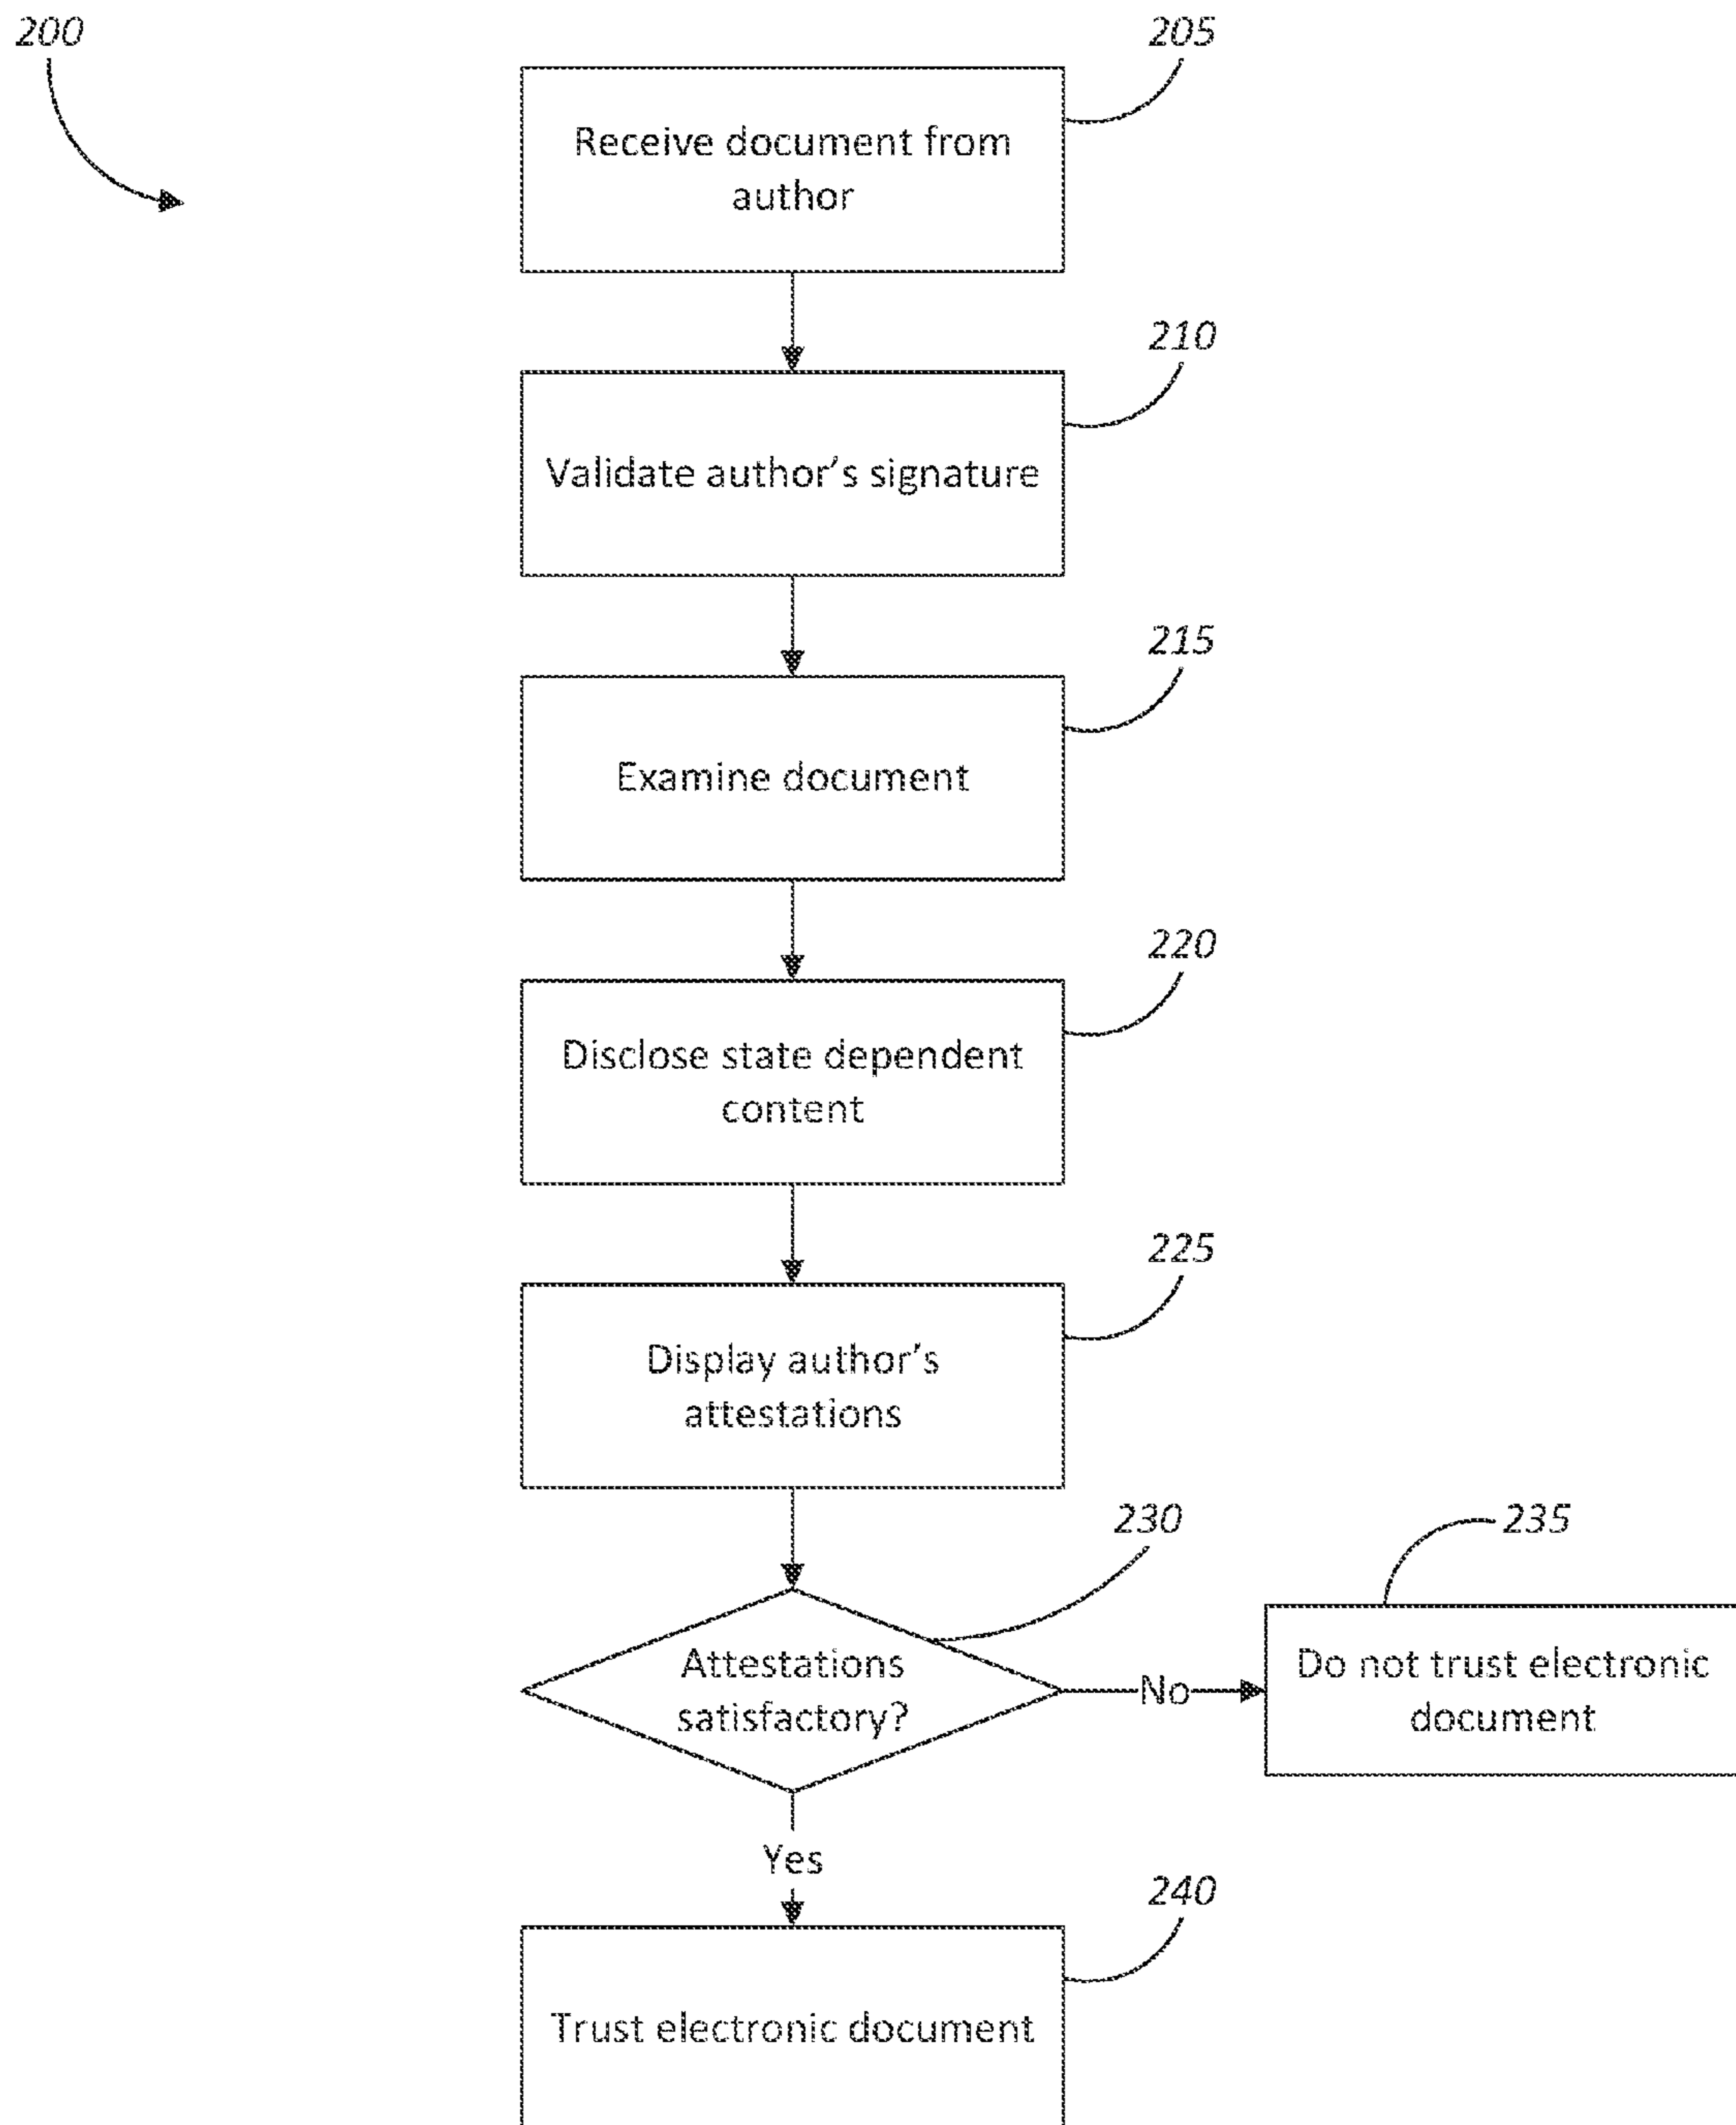 200
205
Receive document from
author
210
Validate author's signature
215
Examine document
220
Disclose state dependent
content
225
Display author's
attestations
230
235
Attestations
satisfactory?
No
Do not trust electronic
document
Yes
240
Trust electronic document